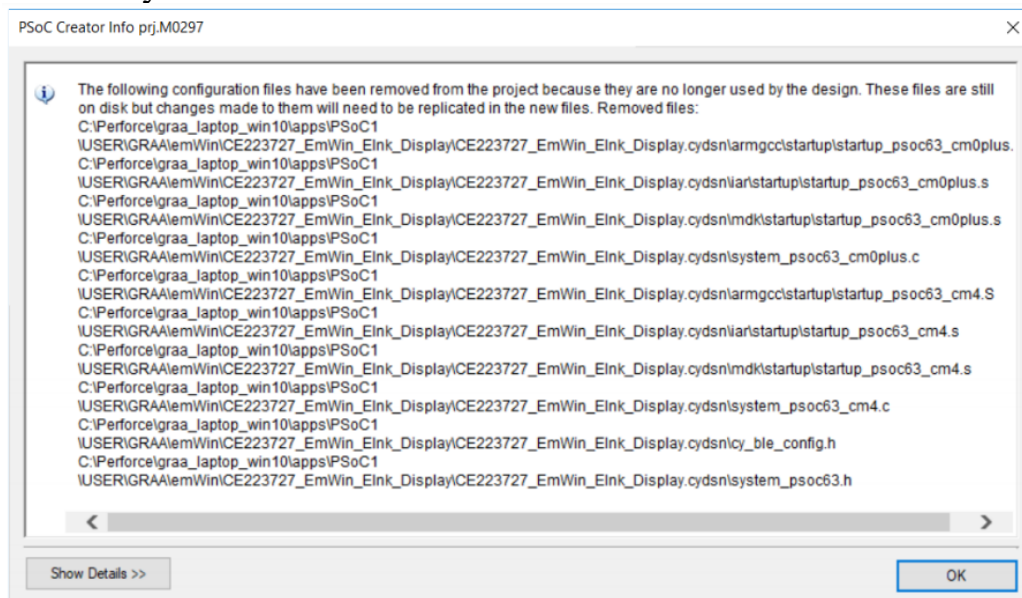 PSoC Creator Info prj.M0297
The following configuration files have been removed from the project because they are no longer used by the design. These files are still
on disk but changes made to them will need to be replicated in the new files. Removed files:
C:\Perforce\graa_laptop_win10\apps\PSoC1
\USER\GRAA\emWin\CE223727_EmWin_EInk_Display\CE223727_EmWin_EInk_Display.cydsn\armgcc\startup\startup_psoc63_cm0plus.
C:\Perforce\graa_laptop_win10\apps\PSoC1
\USER\GRAA\emWin\CE223727_EmWin_EInk_Display\CE223727_EmWin_EInk_Display.cydsn\iar\startup\startup_psoc63_cm0plus.s
C:\Perforce\graa_laptop_win10\apps\PSoC1
\USER\GRAA\emWin\CE223727_EmWin_EInk_Display\CE223727_EmWin_EInk_Display.cydsn\mdk\startup\startup_psoc63_cm0plus.s
C:\Perforce\graa_laptop_win10\apps\PSoC1
\USER\GRAA\emWin\CE223727_EmWin_EInk_Display\CE223727_EmWin_EInk_Display.cydsn\system_psoc63_cm0plus.c
C:\Perforce\graa_laptop_win10\apps\PSoC1
\USER\GRAA\emWin\CE223727_EmWin_EInk_Display\CE223727_EmWin_EInk_Display.cydsn\armgcc\startup\startup_psoc63_cm4.S
C:\Perforce\graa_laptop_win10\apps\PSoC1
\USER\GRAA\emWin\CE223727_EmWin_EInk_Display\CE223727_EmWin_EInk_Display.cydsn\iar\startup\startup_psoc63_cm4.s
C:\Perforce\graa_laptop_win10\apps\PSoC1
\USER\GRAA\emWin\CE223727_EmWin_EInk_Display\CE223727_EmWin_EInk_Display.cydsn\mdk\startup\startup_psoc63_cm4.s
C:\Perforce\graa_laptop_win10\apps\PSoC1
\USER\GRAA\emWin\CE223727_EmWin_EInk_Display\CE223727_EmWin_EInk_Display.cydsn\system_psoc63_cm4.c
C:\Perforce\graa_laptop_win10\apps\PSoC1
\USER\GRAA\emWin\CE223727_EmWin_EInk_Display\CE223727_EmWin_EInk_Display.cydsn\cy_ble_config.h
C:\Perforce\graa_laptop_win10\apps\PSoC1
\USER\GRAA\emWin\CE223727_EmWin_EInk_Display\CE223727_EmWin_EInk_Display.cydsn\system_psoc63.h
Show Details >>
OK